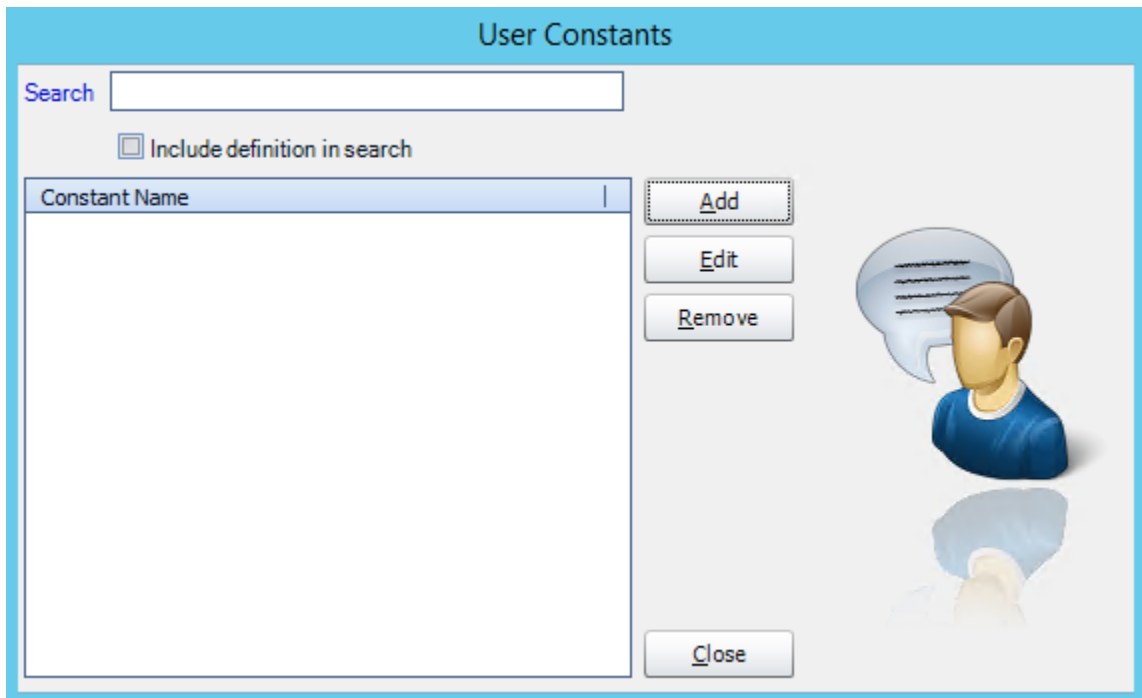 User Constants
Search
Include definition in search
Constant Name
Add
Edit
Remove
Close